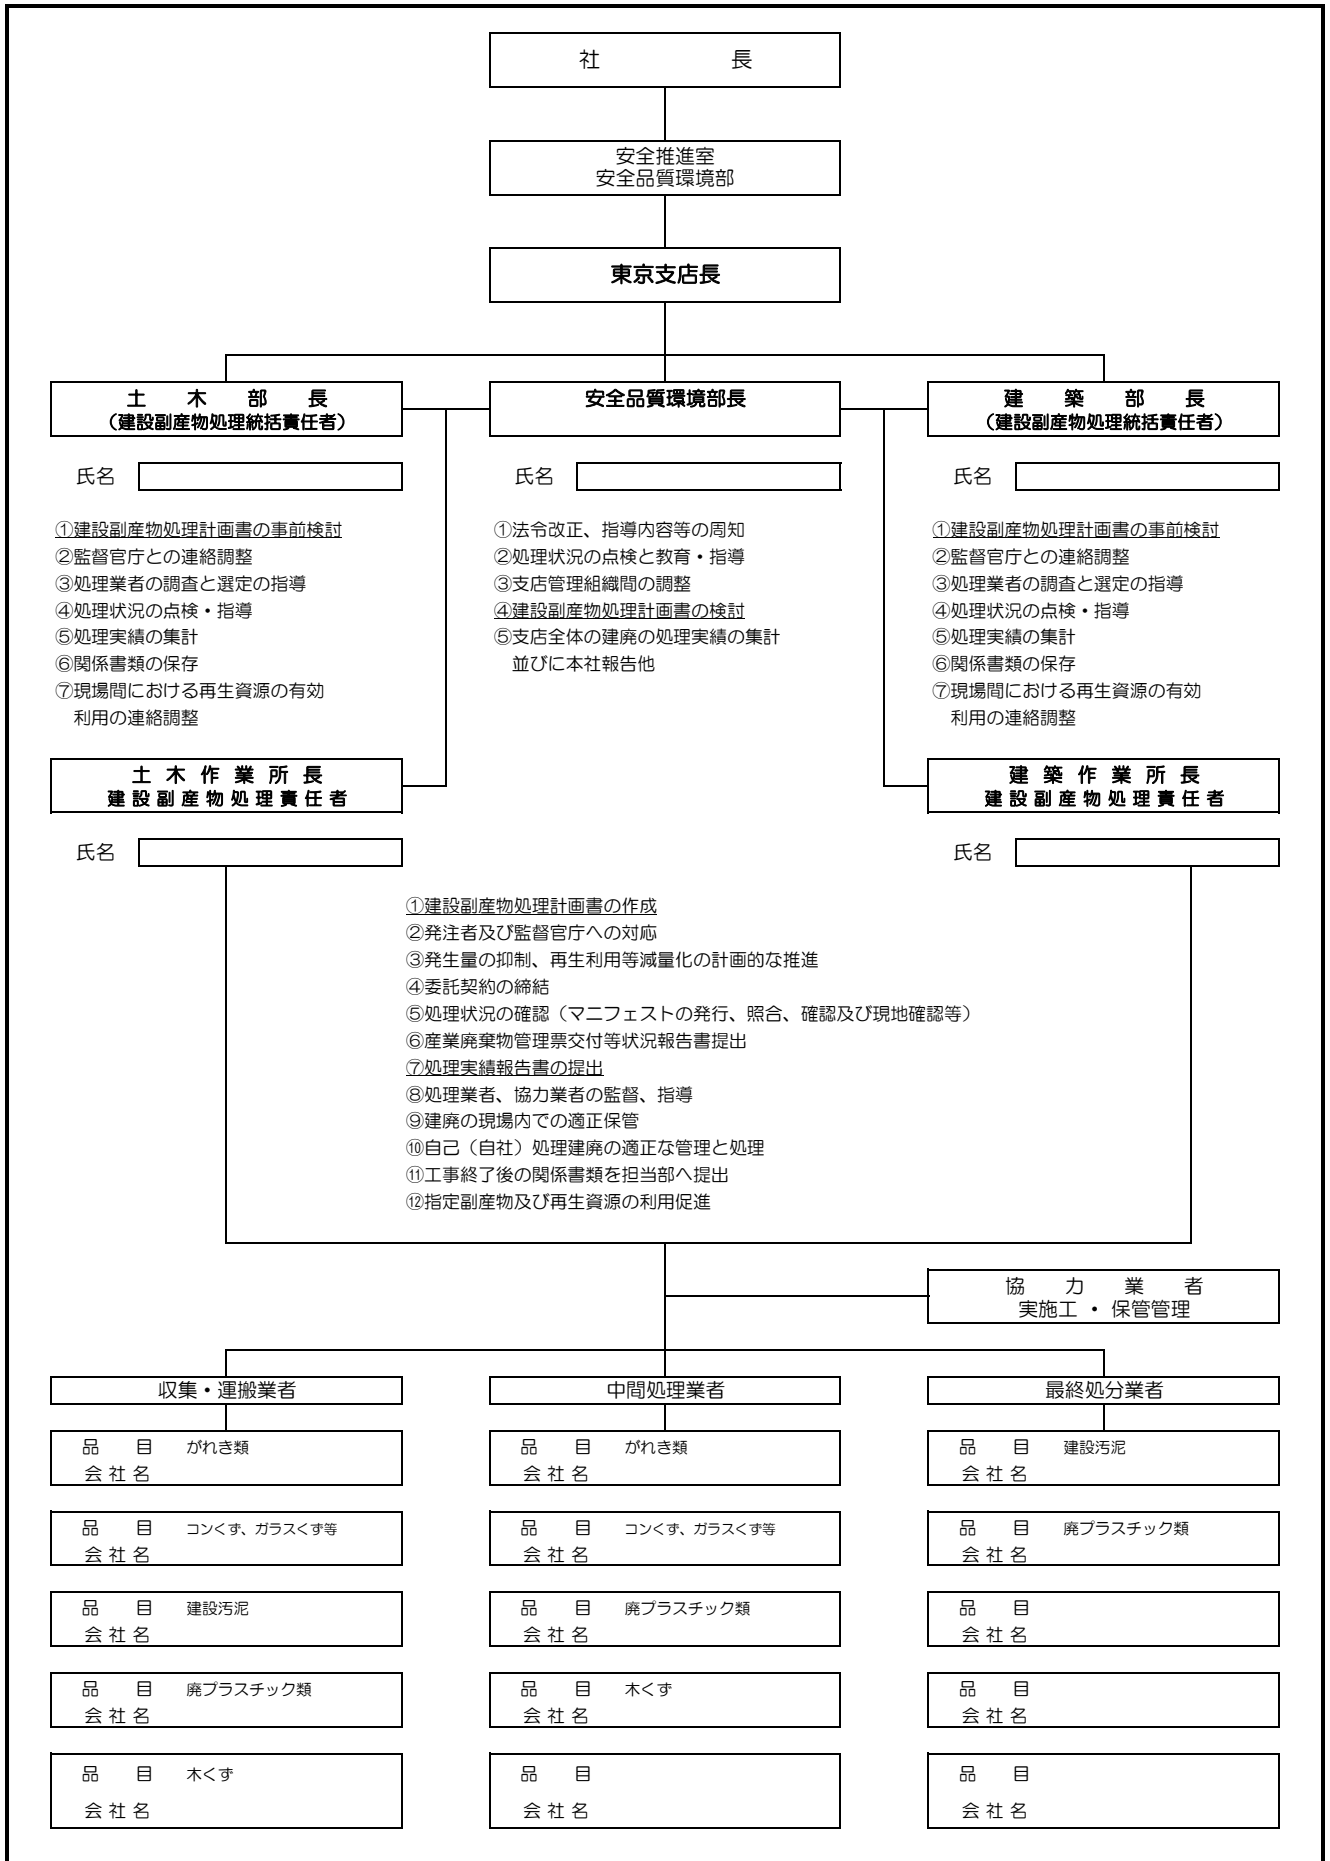 社　長
安全推進室
安全品質環境部
東京支店長
土　木　部　長
（建設副産物処理統括責任者）
氏名
①建設副産物処理計画書の事前検討
②監督官庁との連絡調整
③処理業者の調査と選定の指導
④処理状況の点検・指導
⑤処理実績の集計
⑥関係書類の保存
⑦現場間における再生資源の有効
利用の連絡調整
安全品質環境部長
氏名
①法令改正、指導内容等の周知
②処理状況の点検と教育・指導
③支店管理組織間の調整
④建設副産物処理計画書の検討
⑤支店全体の建廃の処理実績の集計
並びに本社報告他
建　築　部　長
（建設副産物処理統括責任者）
氏名
①建設副産物処理計画書の事前検討
②監督官庁との連絡調整
③処理業者の調査と選定の指導
④処理状況の点検・指導
⑤処理実績の集計
⑥関係書類の保存
⑦現場間における再生資源の有効
利用の連絡調整
土 木 作 業 所 長
建 設 副 産 物 処 理 責 任 者
氏名
建 築 作 業 所 長
建 設 副 産 物 処 理 責 任 者
氏名
①建設副産物処理計画書の作成
②発注者及び監督官庁への対応
③発生量の抑制、再生利用等減量化の計画的な推進
④委託契約の締結
⑤処理状況の確認（マニフェストの発行、照合、確認及び現地確認等）
⑥産業廃棄物管理票交付等状況報告書提出
⑦処理実績報告書の提出
⑧処理業者、協力業者の監督、指導
⑨建廃の現場内での適正保管
⑩自己（自社）処理建廃の適正な管理と処理
⑪工事終了後の関係書類を担当部へ提出
⑫指定副産物及び再生資源の利用促進
協　力　業　者
実施工 ・ 保管管理
収集・運搬業者
品　目　がれき類
会 社 名
品　目　コンくず、ガラスくず等
会 社 名
品　目　建設汚泥
会 社 名
品　目　廃プラスチック類
会 社 名
品　目　木くず
会 社 名
中間処理業者
品　目　がれき類
会 社 名
品　目　コンくず、ガラスくず等
会 社 名
品　目　廃プラスチック類
会 社 名
品　目　木くず
会 社 名
品　目
会 社 名
最終処分業者
品　目　建設汚泥
会 社 名
品　目　廃プラスチック類
会 社 名
品　目
会 社 名
品　目
会 社 名
品　目
会 社 名